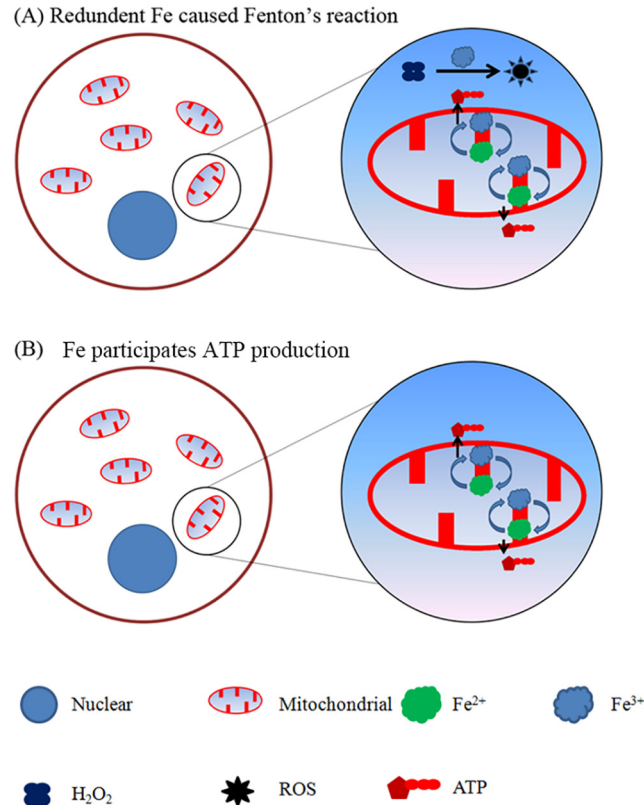 (A) Redundent Fe caused Fenton's reaction
(B) Fe participates ATP production
Nuclear
Mitochondrial
Fe²⁺
Fe³⁺
H₂O₂
ROS
ATP